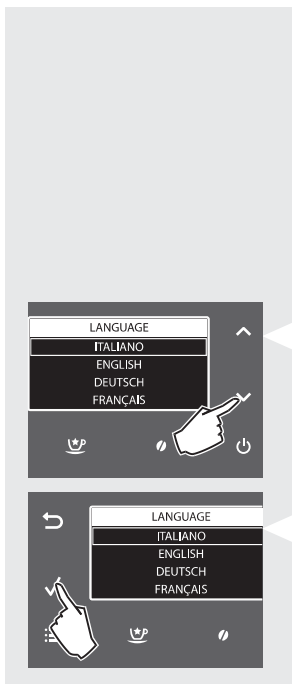 LANGUAGE
ITALIANO
ENGLISH
DEUTSCH
FRANÇAIS
LANGUAGE
ITALIANO
ENGLISH
DEUTSCH
FRANÇAIS